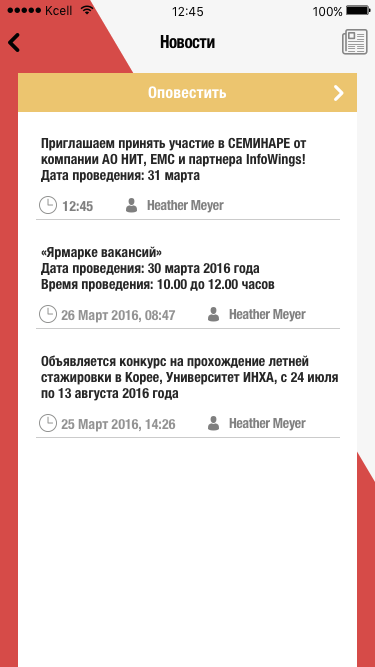 Kcell 12:45 100%
Новости
Оповестить
Приглашаем принять участие в СЕМИНАРЕ от
компании АО НИТ, ЕМС и партнера InfoWings!
Дата проведения: 31 марта
12:45 Heather Meyer
«Ярмарке вакансий»
Дата проведения: 30 марта 2016 года
Время проведения: 10.00 до 12.00 часов
26 Март 2016, 08:47 Heather Meyer
Объявляется конкурс на прохождение летней
стажировки в Корее, Университет ИНХА, с 24 июля
по 13 августа 2016 года
25 Март 2016, 14:26 Heather Meyer